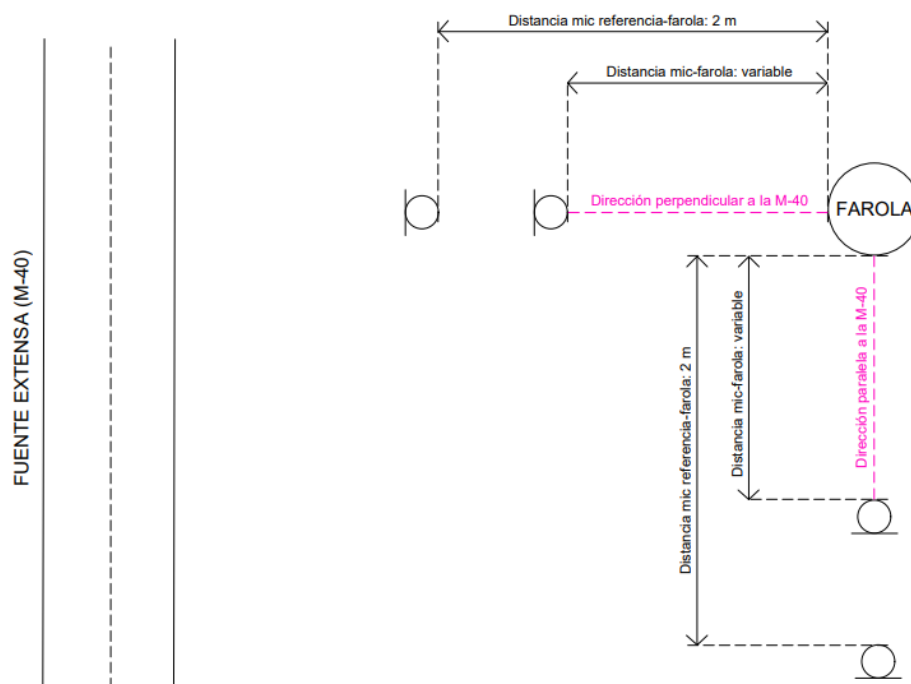 Distancia mic referencia-farola: 2 m
Distancia mic-farola: variable
Dirección perpendicular a la M-40
FAROLA
FUENTE EXTENSA (M-40)
Distancia mic referencia-farola: 2 m
Distancia mic-farola: variable
Dirección paralela a la M-40